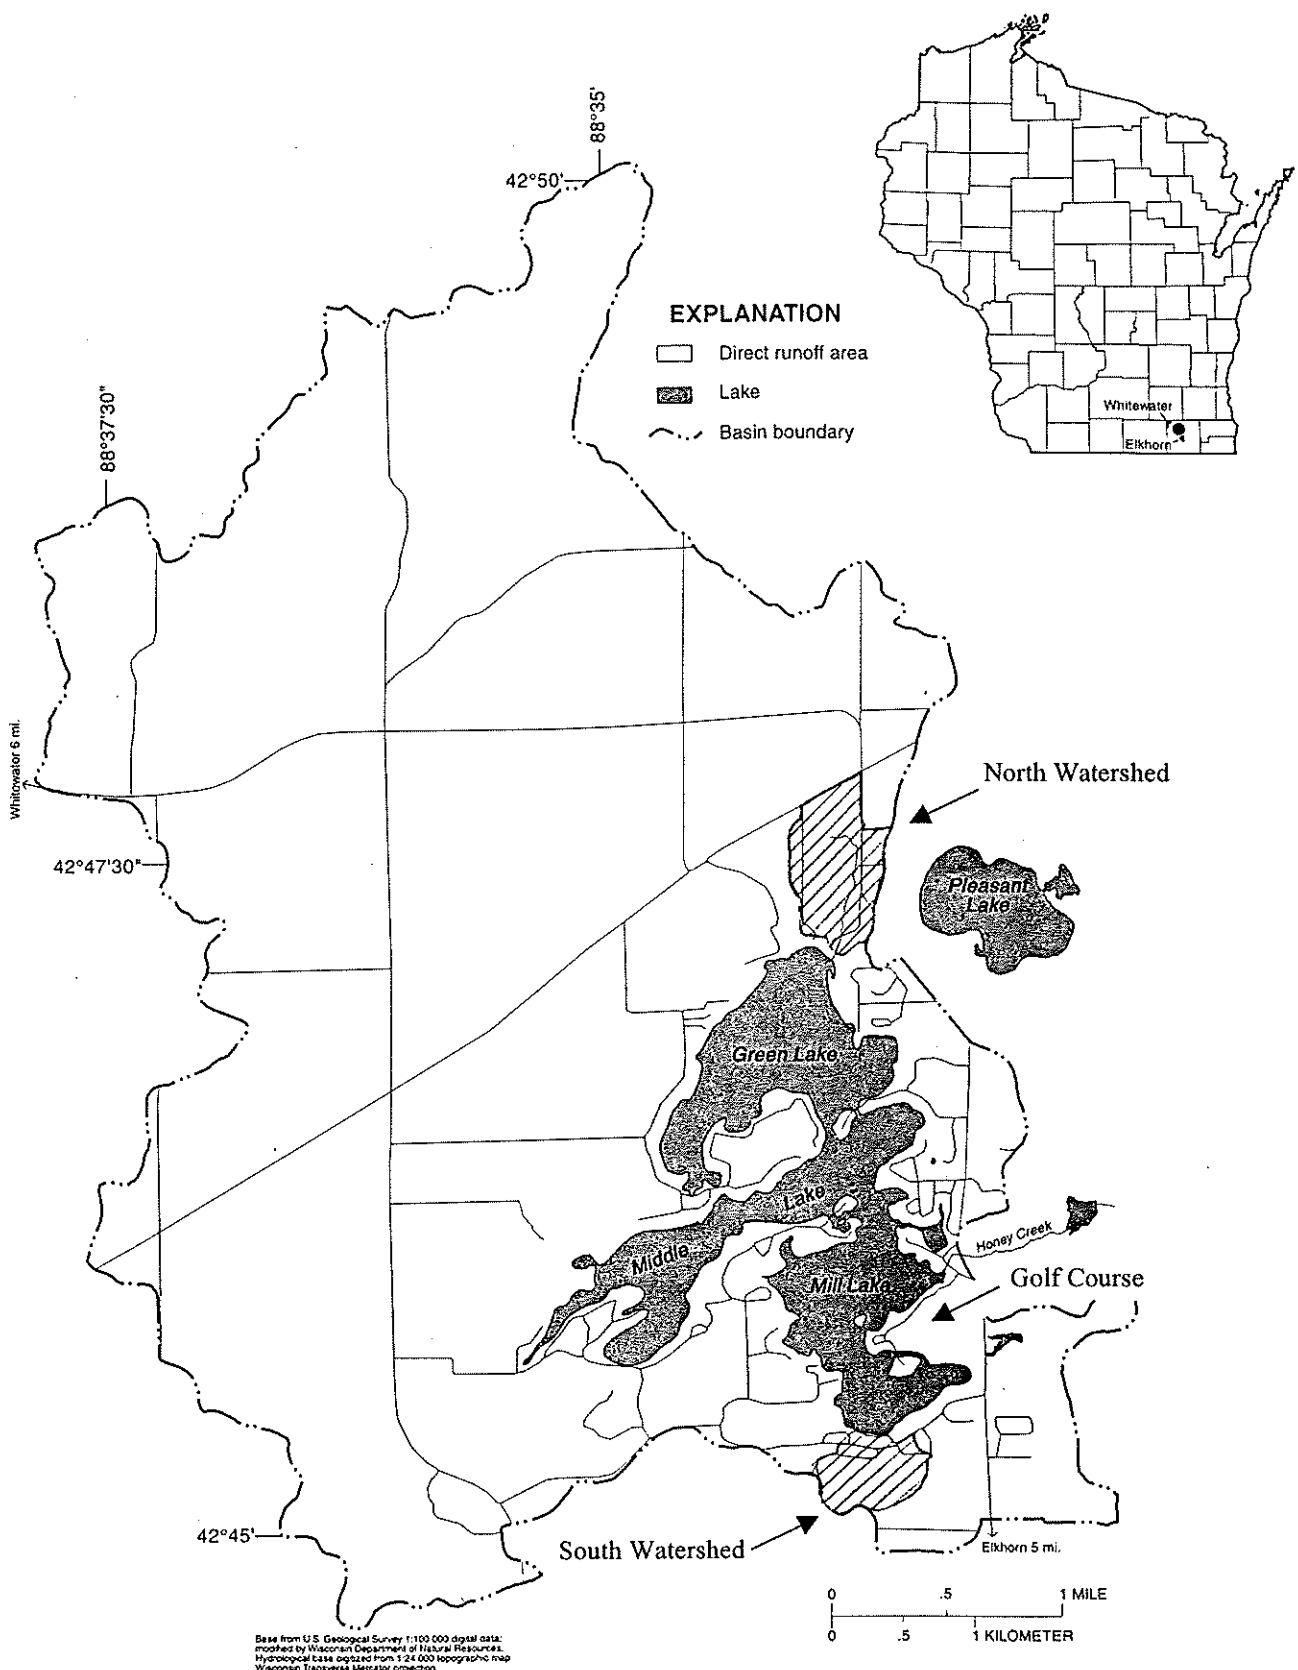 88°35'
42°50'
EXPLANATION
Direct runoff area
Lake
Basin boundary
Whitewater
Elkhorn
88°37'30"
Whitewater 6 mi.
North Watershed
42°47'30"
Pleasant
Lake
Green Lake
Lake
Middle
Honey Creek
Mill Lake
Golf Course
42°45'
South Watershed
Elkhorn 5 mi.
0 .5 1 MILE
0 .5 1 KILOMETER
Base from U.S. Geological Survey 1:100 000 digital data;
modified by Wisconsin Department of Natural Resources.
Hydrological base digitized from 1:24 000 topographic map
Wisconsin Transverse Mercator projection